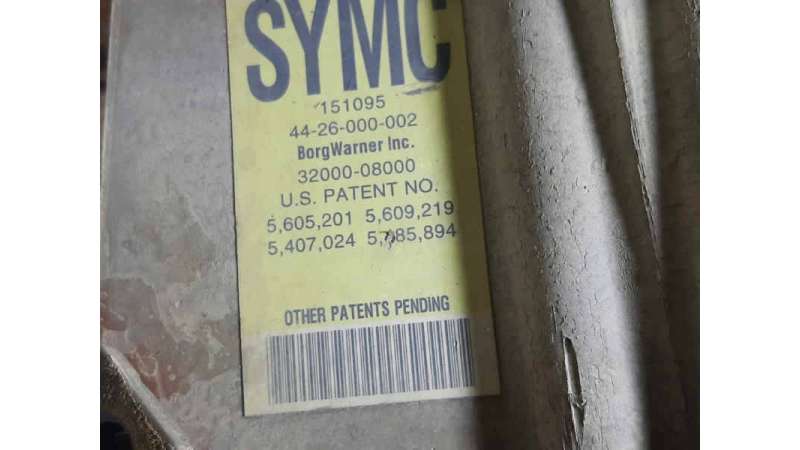 SYMC
151095
44-26-000-002
BorgWarner Inc.
32000-08000
U.S. PATENT NO.
5,605,201 5,609,219
5,407,024
OTHER PATENTS PENDING